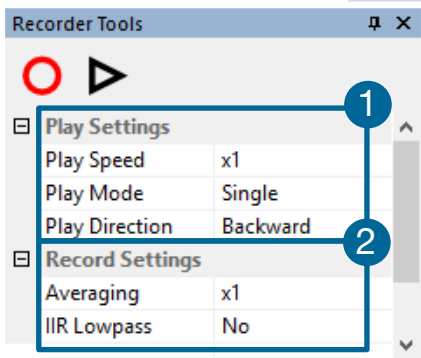 Recorder Tools
1
Play Settings
Play Speed x1
Play Mode Single
Play Direction Backward
2
Record Settings
Averaging x1
IIR Lowpass No